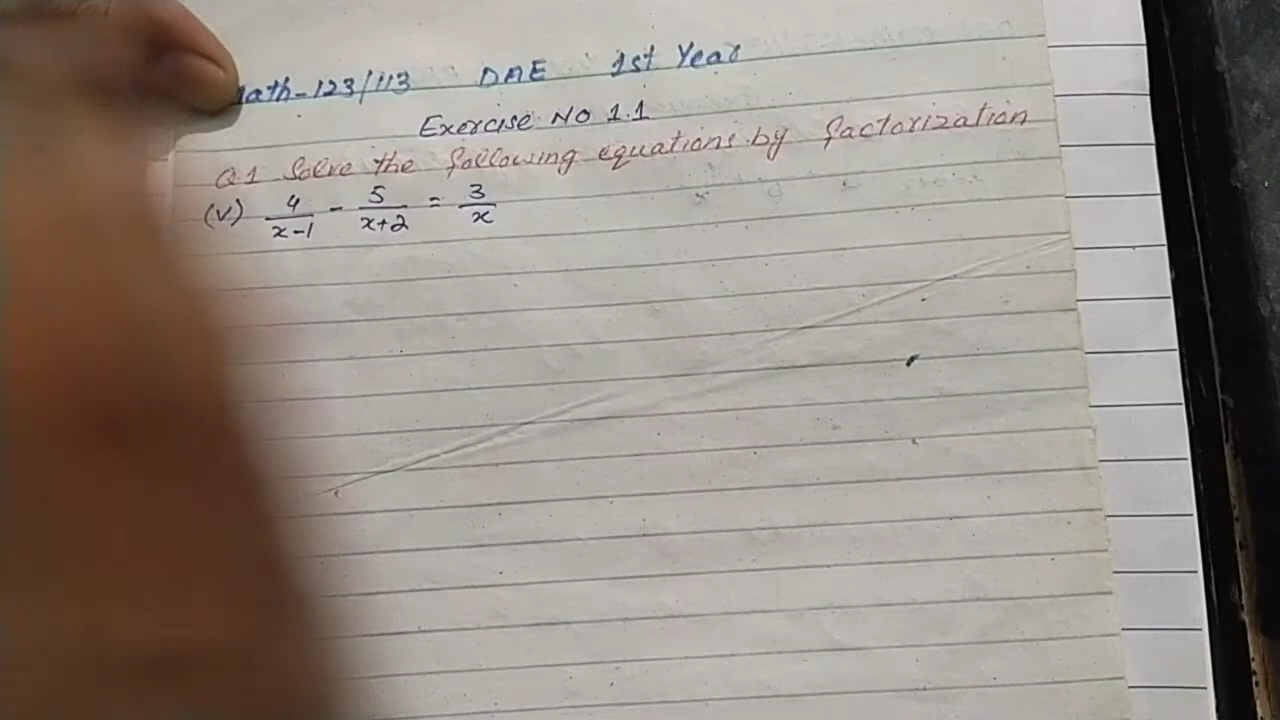 Math-123/113 DAE 1st Year
Exercise No 1.1
Q1 Solve the following equations by factorization
(V) 4/(x-1) - 5/(x+2) = 3/x